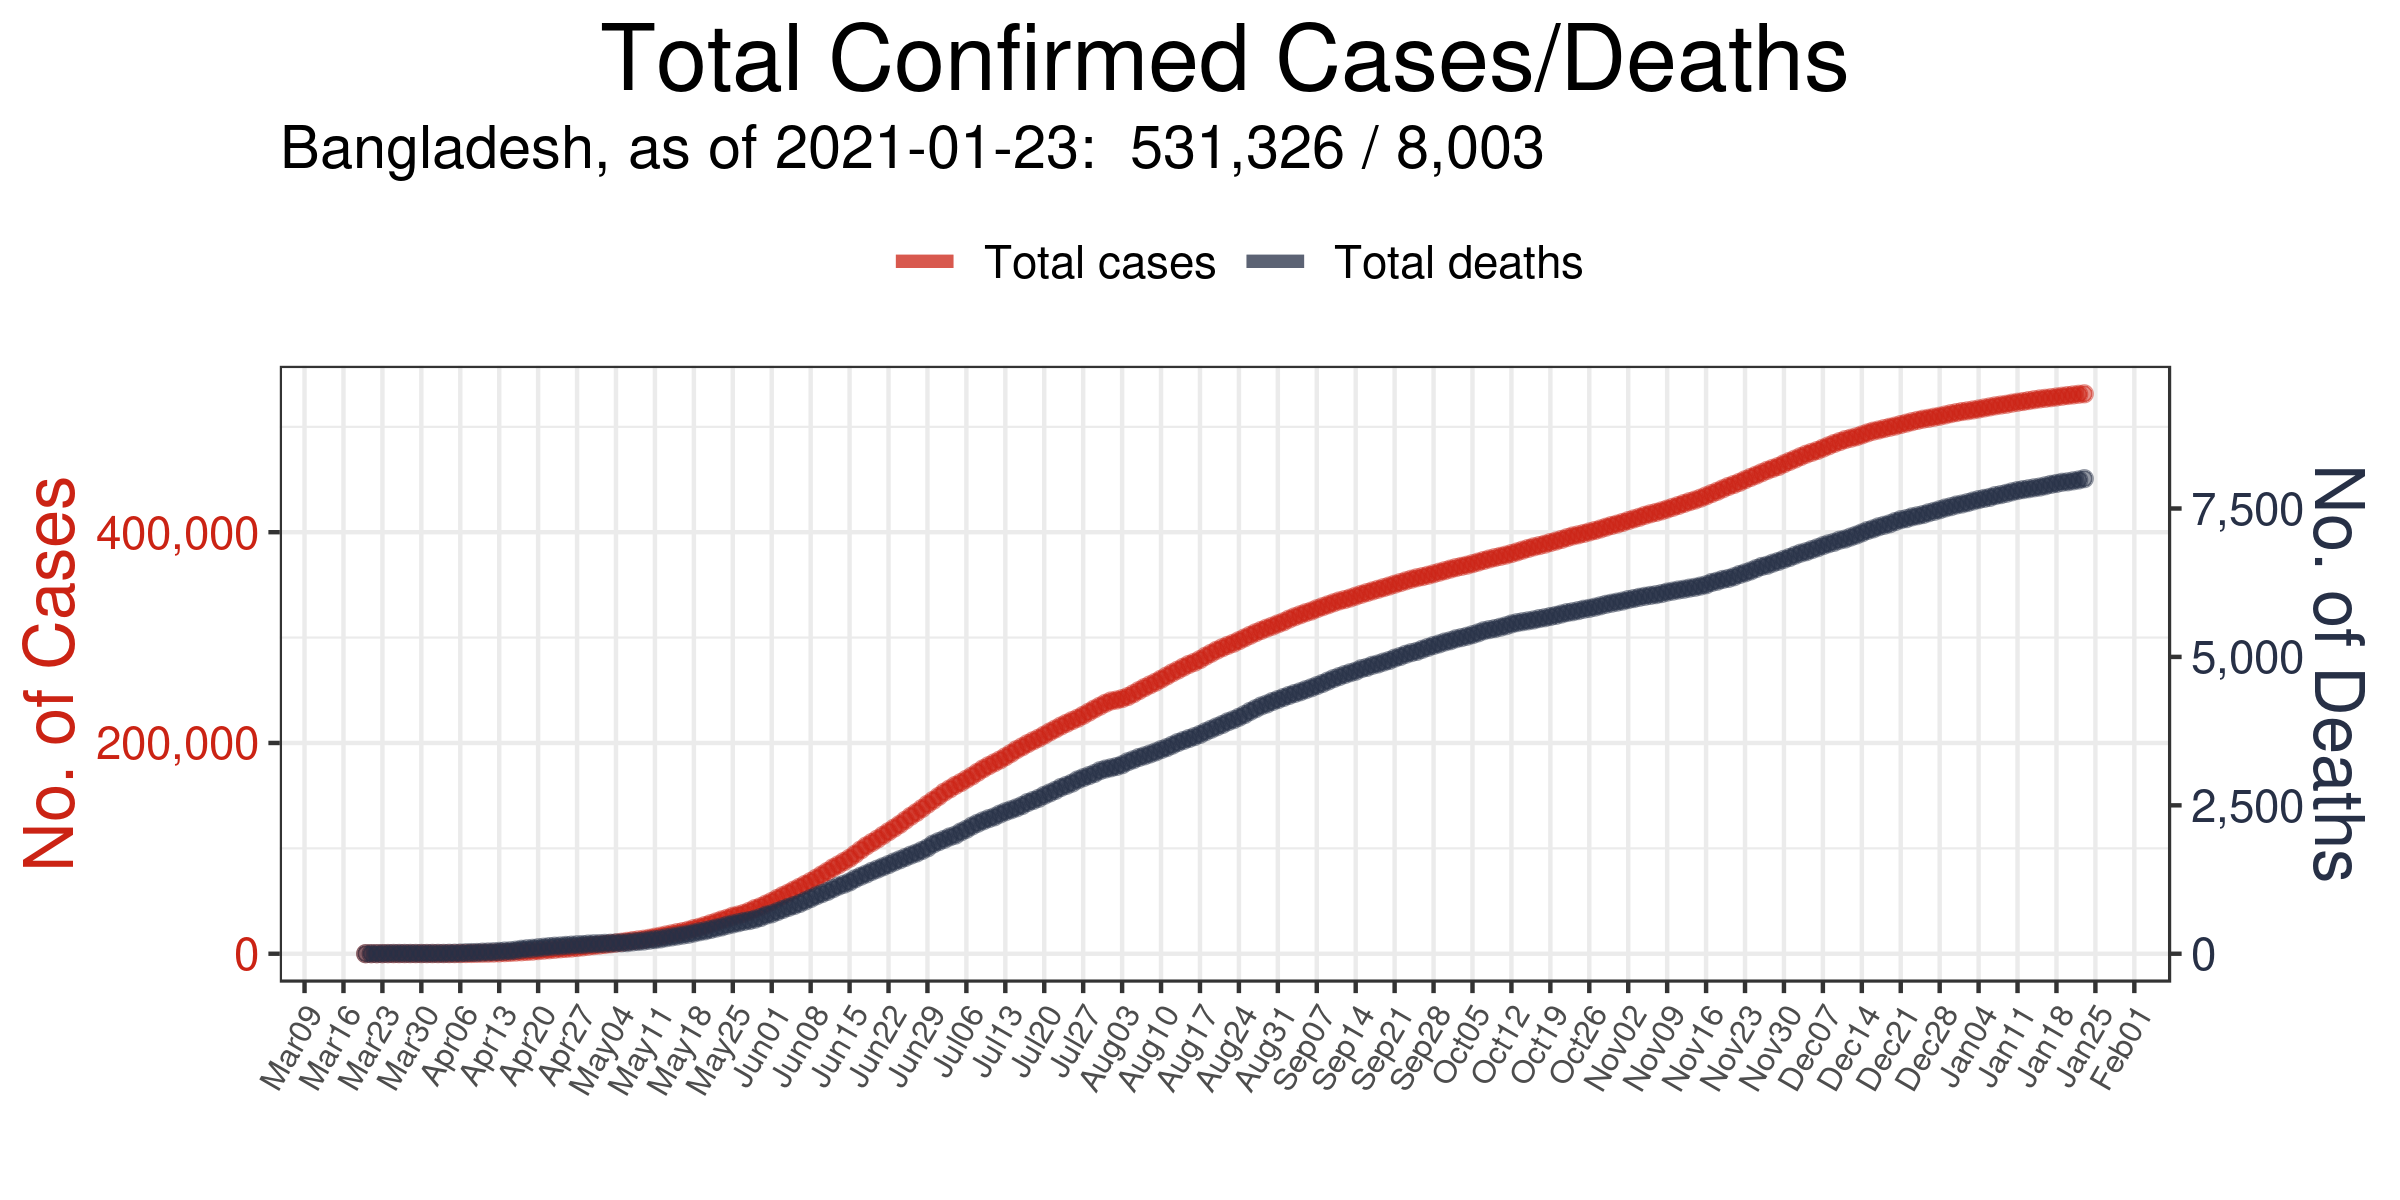 Total Confirmed Cases/Deaths
Bangladesh, as of 2021-01-23:  531,326 / 8,003
Total cases
Total deaths
No. of Cases
400,000
200,000
0
7,500
5,000
2,500
0
No. of Deaths
Mar09
Mar16
Mar23
Mar30
Apr06
Apr13
Apr20
Apr27
May04
May11
May18
May25
Jun01
Jun08
Jun15
Jun22
Jun29
Jul06
Jul13
Jul20
Jul27
Aug03
Aug10
Aug17
Aug24
Aug31
Sep07
Sep14
Sep21
Sep28
Oct05
Oct12
Oct19
Oct26
Nov02
Nov09
Nov16
Nov23
Nov30
Dec07
Dec14
Dec21
Dec28
Jan04
Jan11
Jan18
Jan25
Feb01